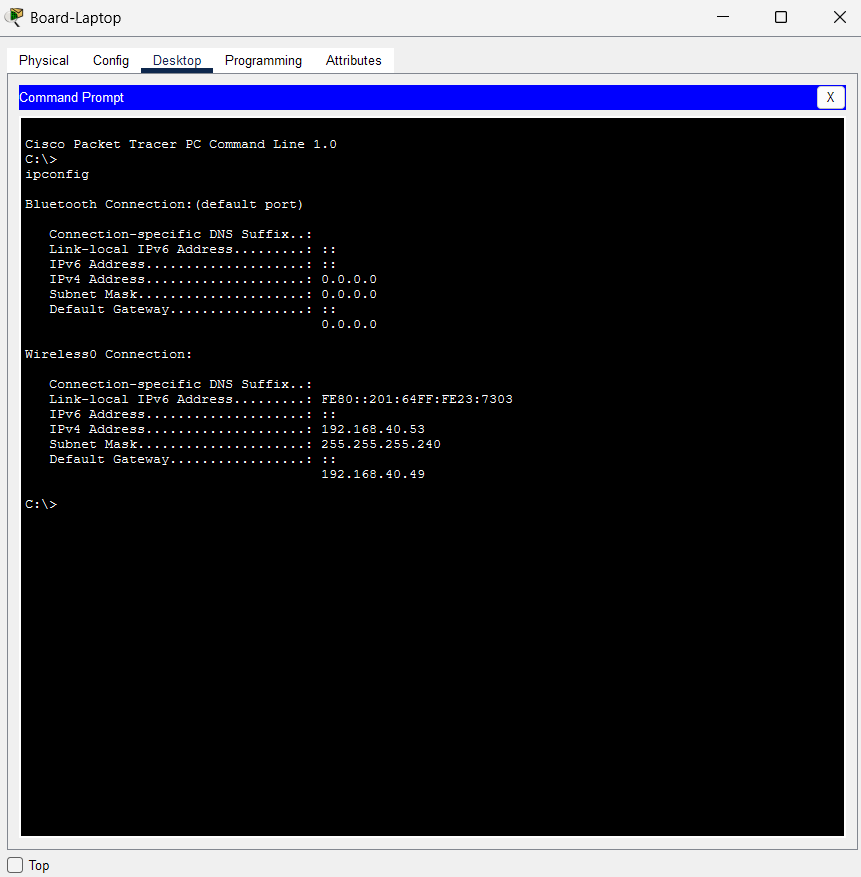 Board-Laptop
Physical Config Desktop Programming Attributes
Command Prompt X
Cisco Packet Tracer PC Command Line 1.0
C:\>
ipconfig
Bluetooth Connection:(default port)
Connection-specific DNS Suffix..:
Link-local IPv6 Address.........: ::
IPv6 Address....................: ::
IPv4 Address....................: 0.0.0.0
Subnet Mask.....................: 0.0.0.0
Default Gateway.................: ::
0.0.0.0
Wireless0 Connection:
Connection-specific DNS Suffix..:
Link-local IPv6 Address.........: FE80::201:64FF:FE23:7303
IPv6 Address....................: ::
IPv4 Address....................: 192.168.40.53
Subnet Mask.....................: 255.255.255.240
Default Gateway.................: ::
192.168.40.49
C:\>
Top